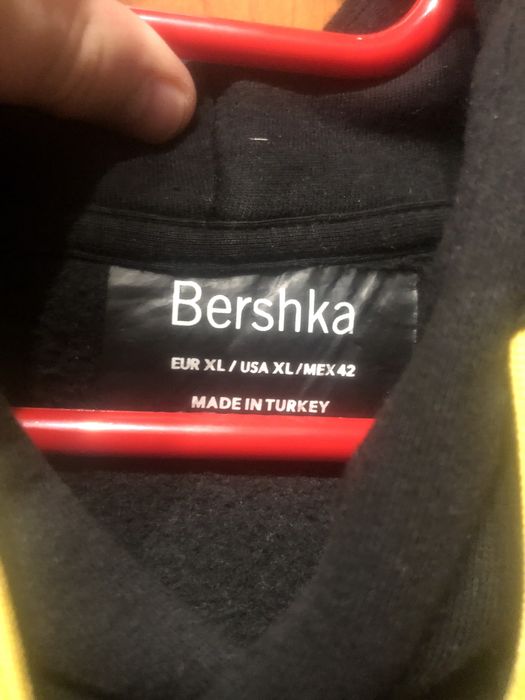 Bershka
EUR XL / USA XL/MEX 42
MADE IN TURKEY